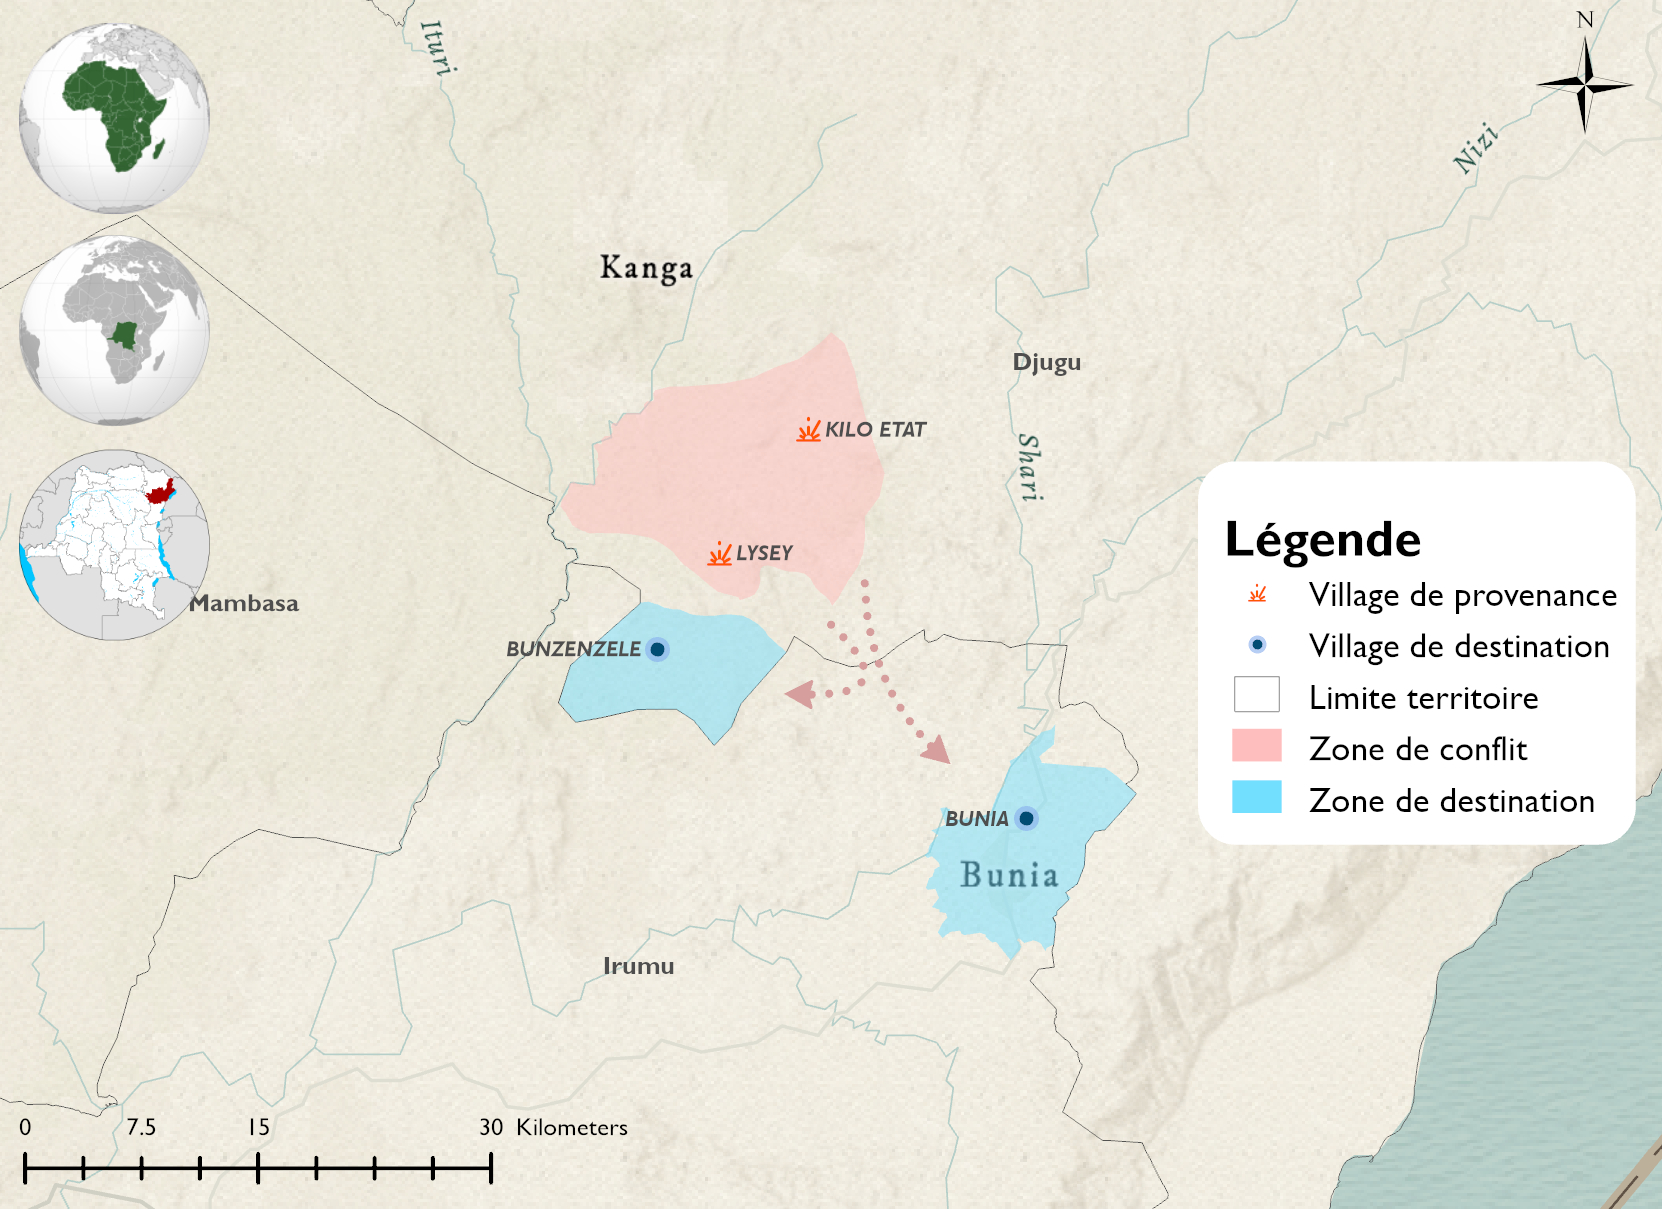 N
Ituri
Nizi
Kanga
Djugu
KILO ETAT
Shari
LYSEY
Mambasa
BUNZENZELE
BUNIA
Bunia
Irumu
Légende
Village de provenance
Village de destination
Limite territoire
Zone de conflit
Zone de destination
0 7.5 15 30 Kilometers